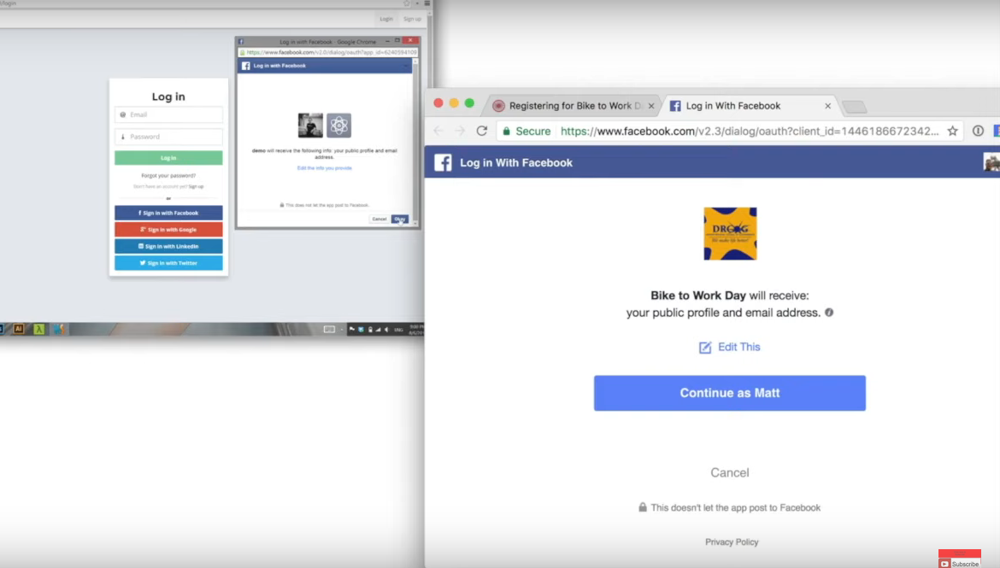 /login
Login Sign up
Log in with Facebook - Google Chrome
https://www.facebook.com/v2.0/dialog/oauth?app_id=6240594109
Log in with Facebook
Log in
Email
Password
Log in
Forgot your password?
Don't have an account yet? Sign up
or
Sign in with Facebook
Sign in with Google
Sign in with Linkedin
Sign in with Twitter
demo will receive the following info: your public profile and email
address.
Edit the info you provide
This does not let the app post to Facebook.
Cancel Okay
Ai
ENG
9:00 PM
Registering for Bike to Work D
Log in With Facebook
Secure https://www.facebook.com/v2.3/dialog/oauth?client_id=1446186672342...
Log in With Facebook
Bike to Work Day will receive:
your public profile and email address.
Edit This
Continue as Matt
Cancel
This doesn't let the app post to Facebook
Privacy Policy
Subscribe